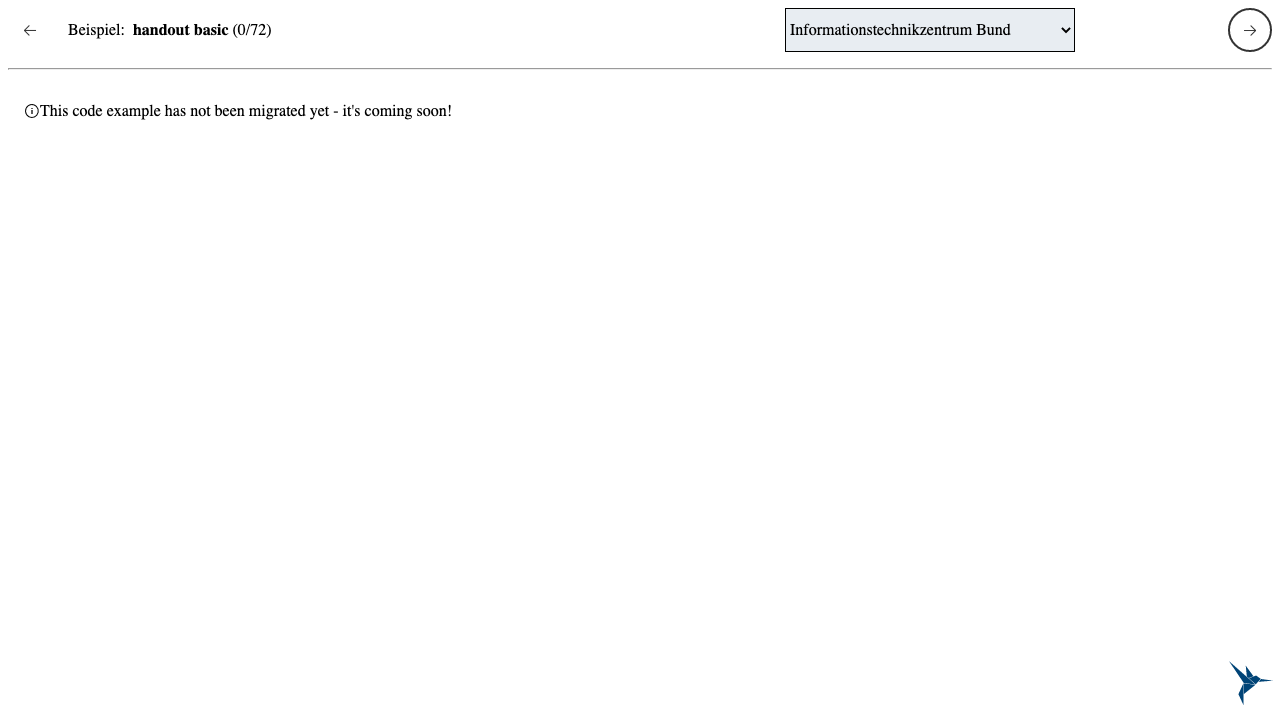 Beispiel: handout basic (0/72)
Informationstechnikzentrum Bund
This code example has not been migrated yet - it's coming soon!